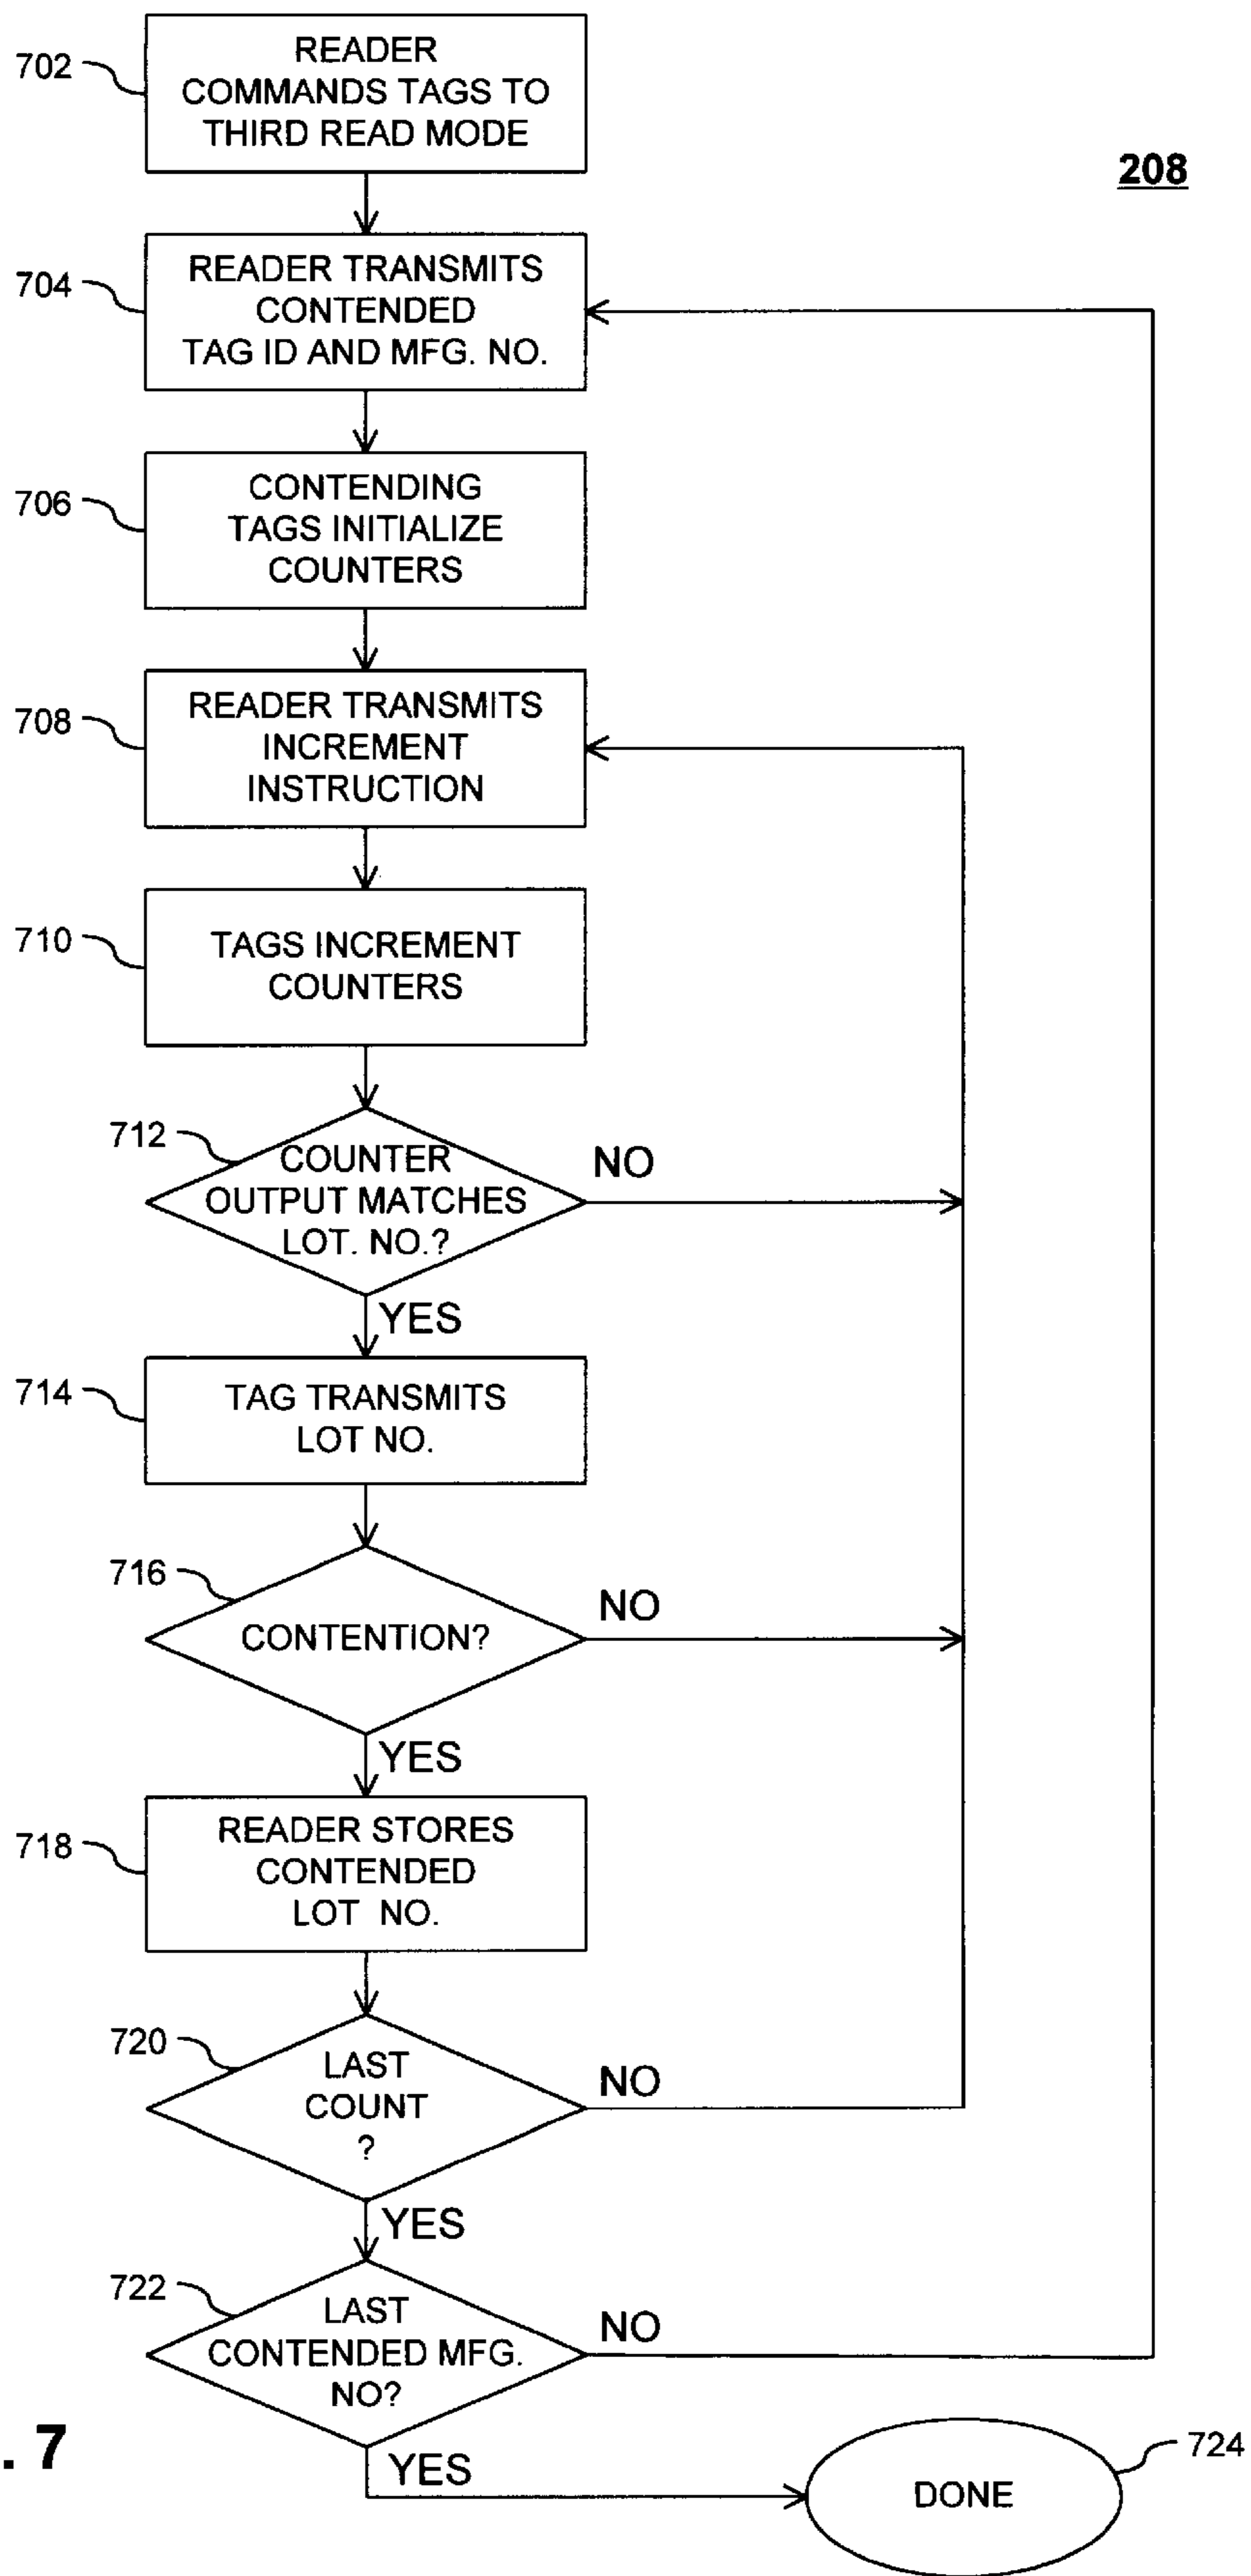 702
READER
COMMANDS TAGS TO
THIRD READ MODE
208
704
READER TRANSMITS
CONTENDED
TAG ID AND MFG. NO.
706
CONTENDING
TAGS INITIALIZE
COUNTERS
708
READER TRANSMITS
INCREMENT
INSTRUCTION
710
TAGS INCREMENT
COUNTERS
712
COUNTER
OUTPUT MATCHES
LOT. NO.?
NO
YES
714
TAG TRANSMITS
LOT NO.
716
CONTENTION?
NO
YES
718
READER STORES
CONTENDED
LOT NO.
720
LAST
COUNT
?
NO
YES
722
LAST
CONTENDED MFG.
NO?
NO
YES
. 7
724
DONE